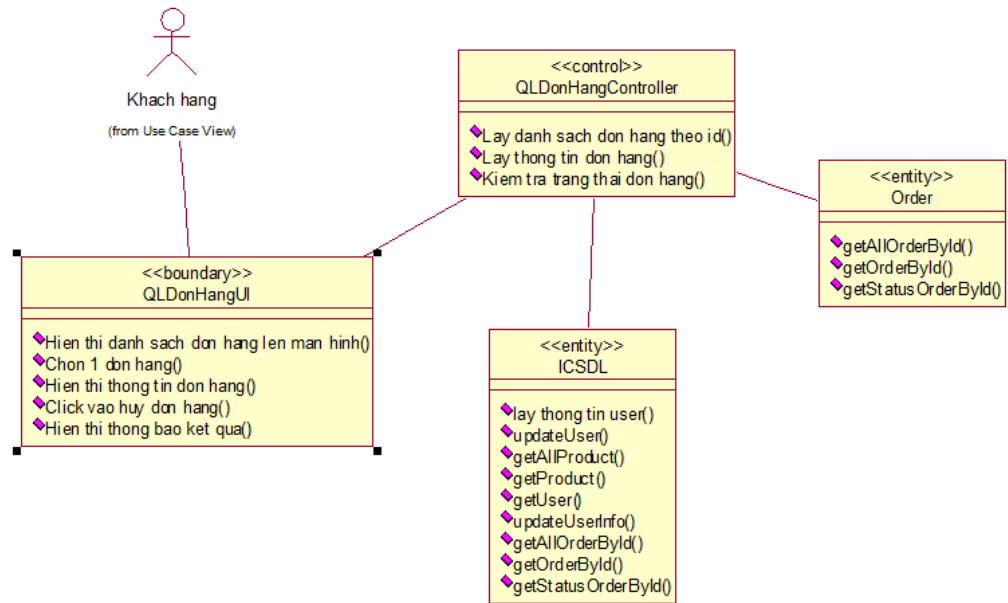 Khach hang
(from Use Case View)
<<control>>
QLDonHangController
Lay danh sach don hang theo id()
Lay thong tin don hang()
Kiem tra trang thai don hang()
<<entity>>
Order
getAllOrderById()
getOrderById()
getStatusOrderById()
<<boundary>>
QLDonHangUI
Hien thi danh sach don hang len man hinh()
Chon 1 don hang()
Hien thi thong tin don hang()
Click vao huy don hang()
Hien thi thong bao ket qua()
<<entity>>
ICSDL
lay thong tin user()
updateUser()
getAllProduct()
getProduct()
getUser()
updateUserInfo()
getAllOrderById()
getOrderById()
getStatusOrderById()